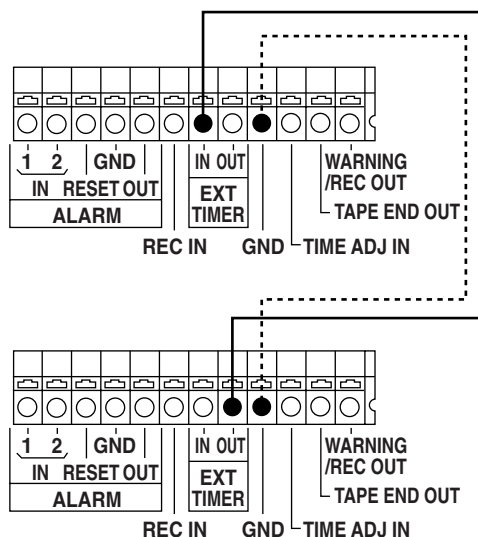 1 2 GND IN OUT WARNING
/REC OUT
IN RESET OUT EXT
TIMER
ALARM TAPE END OUT
REC IN GND TIME ADJ IN
1 2 GND IN OUT WARNING
/REC OUT
IN RESET OUT EXT
TIMER
ALARM TAPE END OUT
REC IN GND TIME ADJ IN